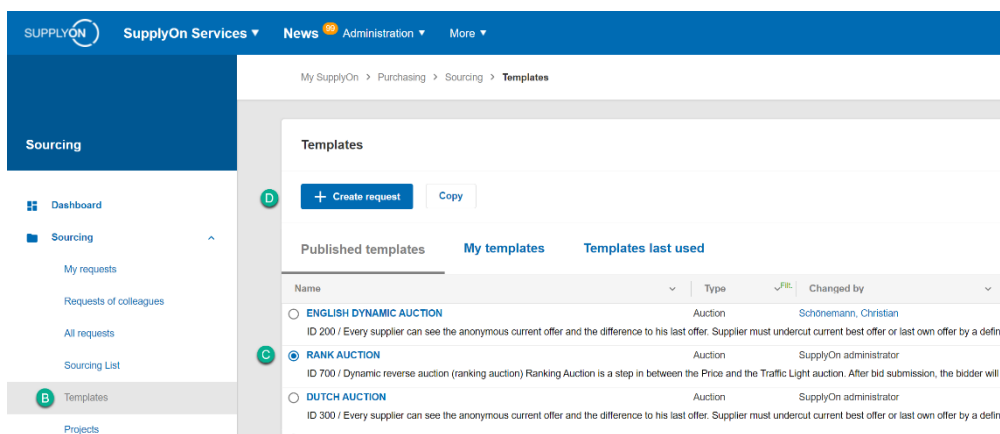 SUPPLYON SupplyOn Services News 99 Administration More
My SupplyOn > Purchasing > Sourcing > Templates
Sourcing
Templates
D + Create request Copy
Dashboard
Sourcing
Published templates My templates Templates last used
My requests
Name Type Filt. Changed by
Requests of colleagues
ENGLISH DYNAMIC AUCTION Auction Schönemann, Christian
ID 200 / Every supplier can see the anonymous current offer and the difference to his last offer. Supplier must undercut current best offer or last own offer by a defin
All requests
C RANK AUCTION Auction SupplyOn administrator
Sourcing List
ID 700 / Dynamic reverse auction (ranking auction) Ranking Auction is a step in between the Price and the Traffic Light auction. After bid submission, the bidder will
B Templates
DUTCH AUCTION Auction SupplyOn administrator
ID 300 / Every supplier can see the anonymous current offer and the difference to his last offer. Supplier must undercut current best offer or last own offer by a defin
Projects